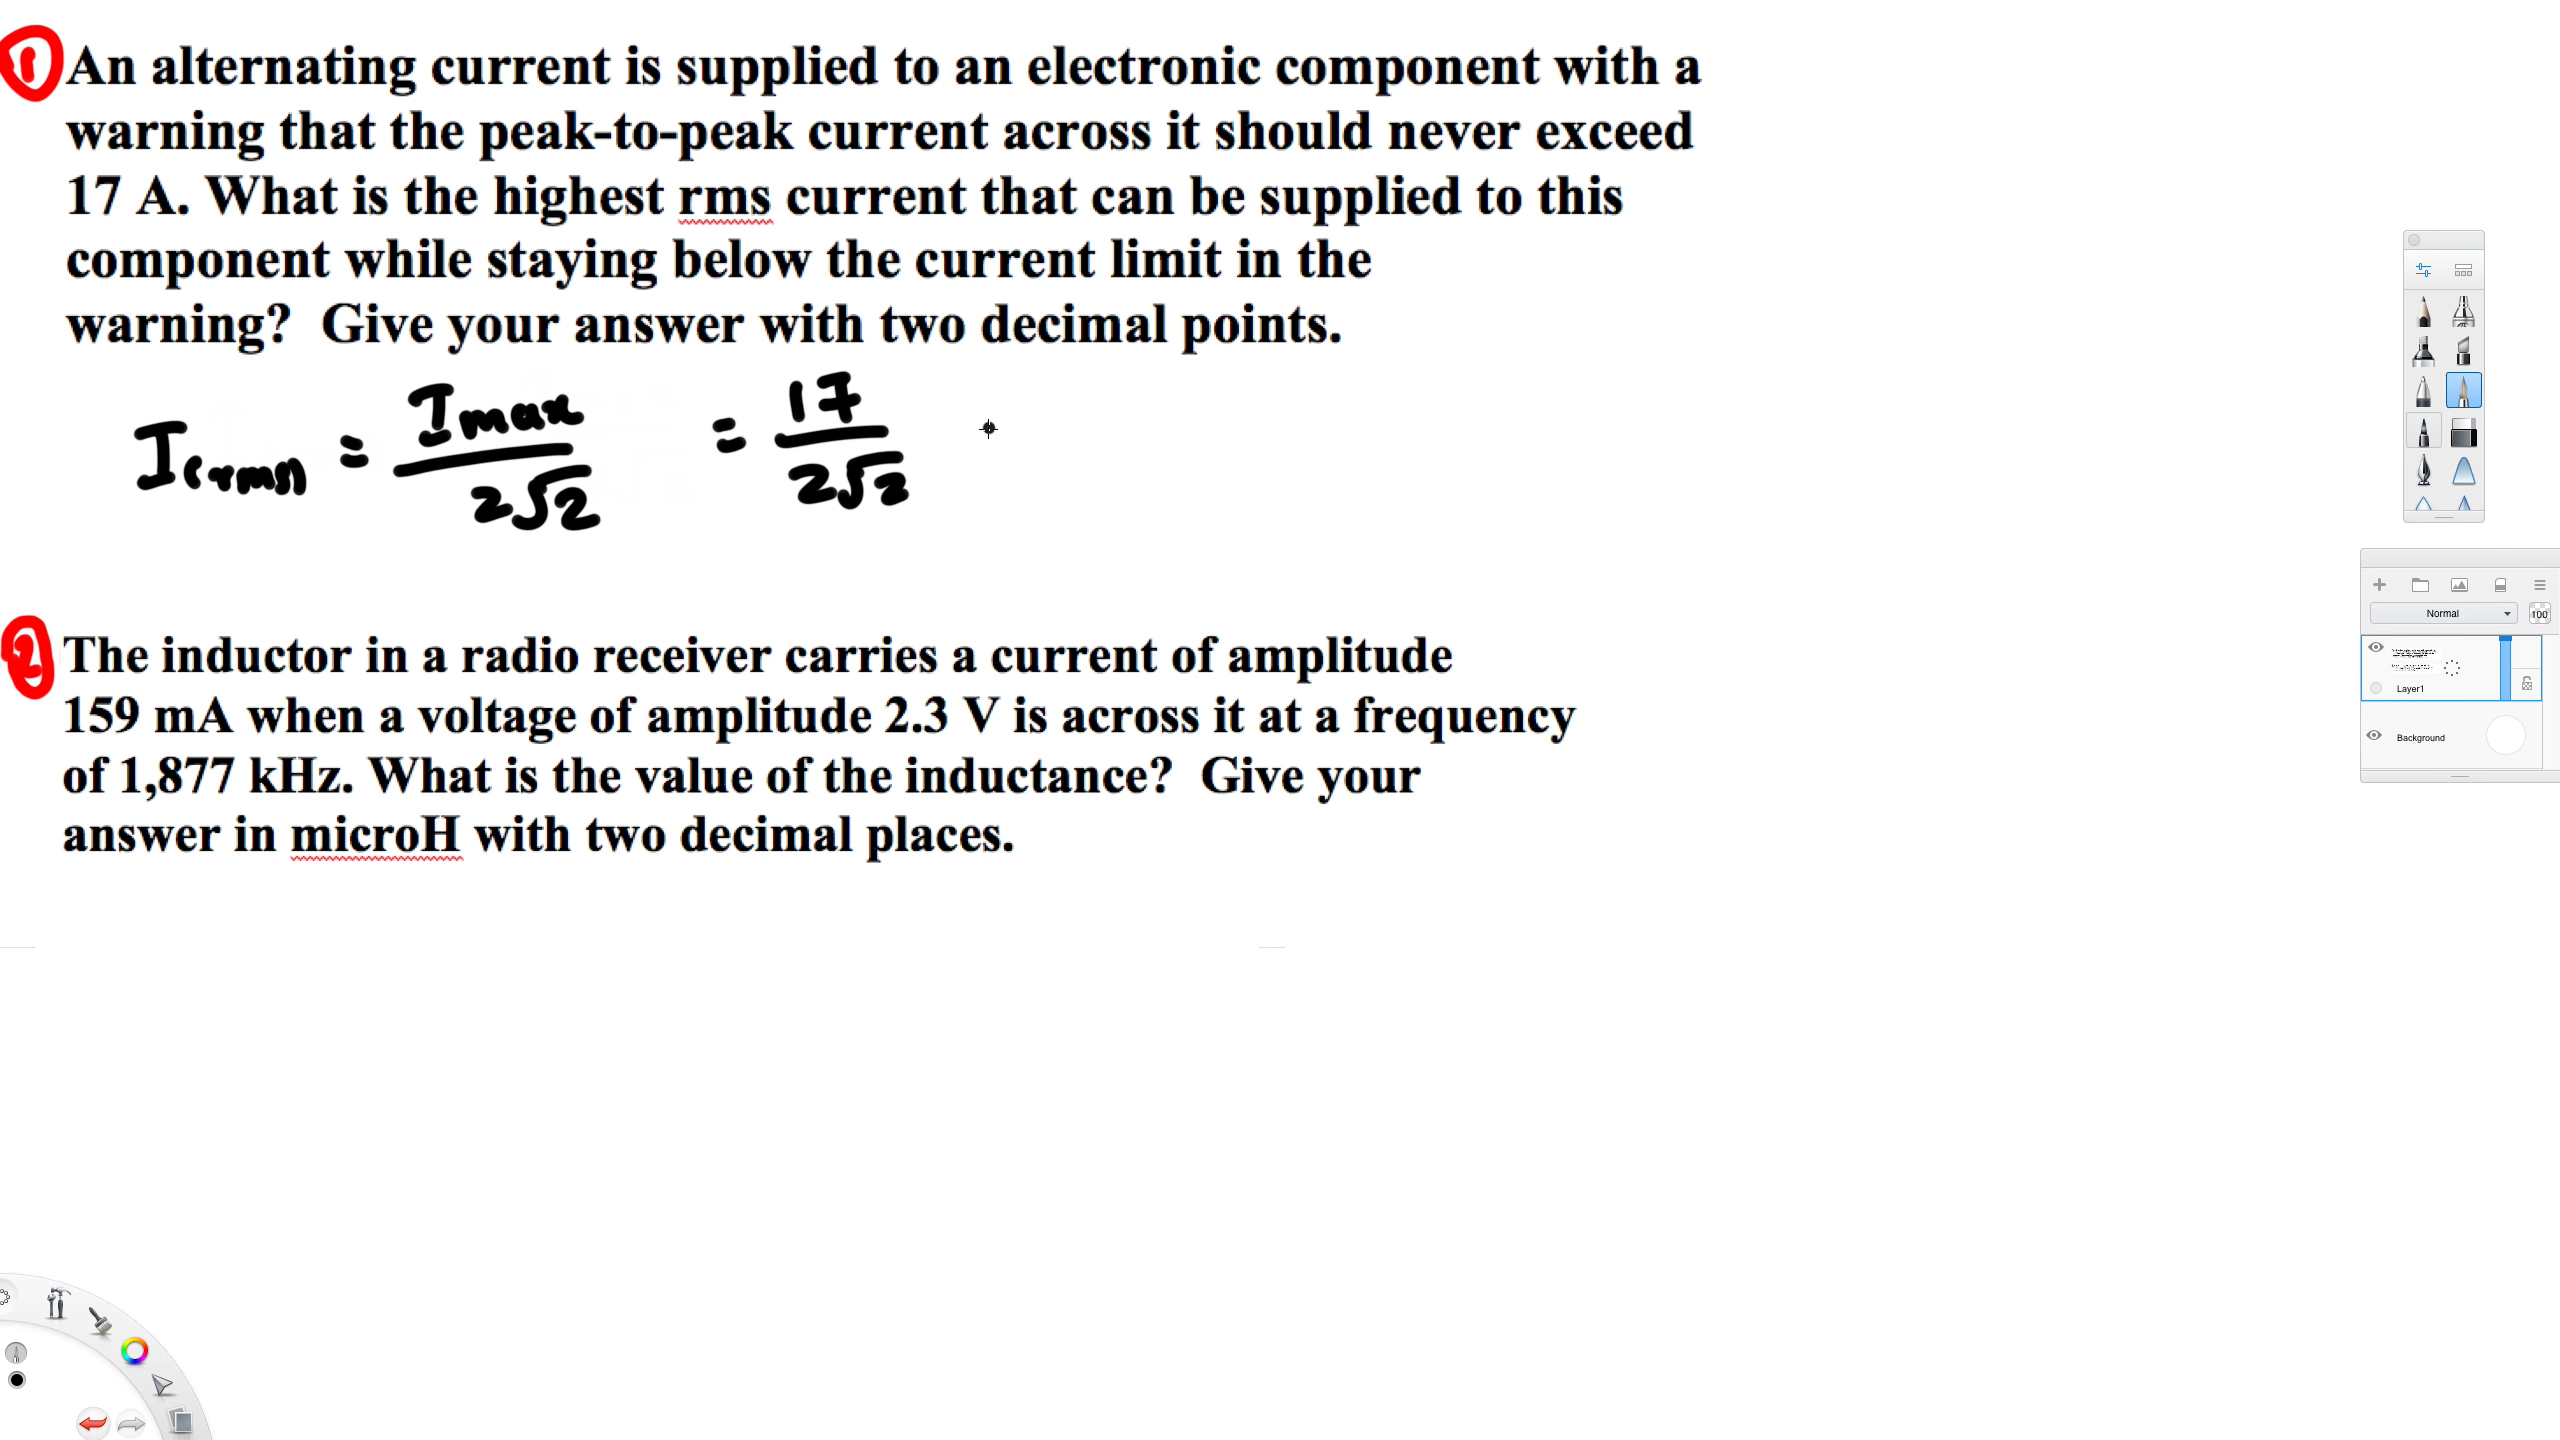 ① An alternating current is supplied to an electronic component with a
warning that the peak-to-peak current across it should never exceed
17 A. What is the highest rms current that can be supplied to this
component while staying below the current limit in the
warning?  Give your answer with two decimal points.
I(rms) = Imax / 2√2 = 17 / 2√2
② The inductor in a radio receiver carries a current of amplitude
159 mA when a voltage of amplitude 2.3 V is across it at a frequency
of 1,877 kHz. What is the value of the inductance?  Give your
answer in microH with two decimal places.
Normal
100
Layer1
Background